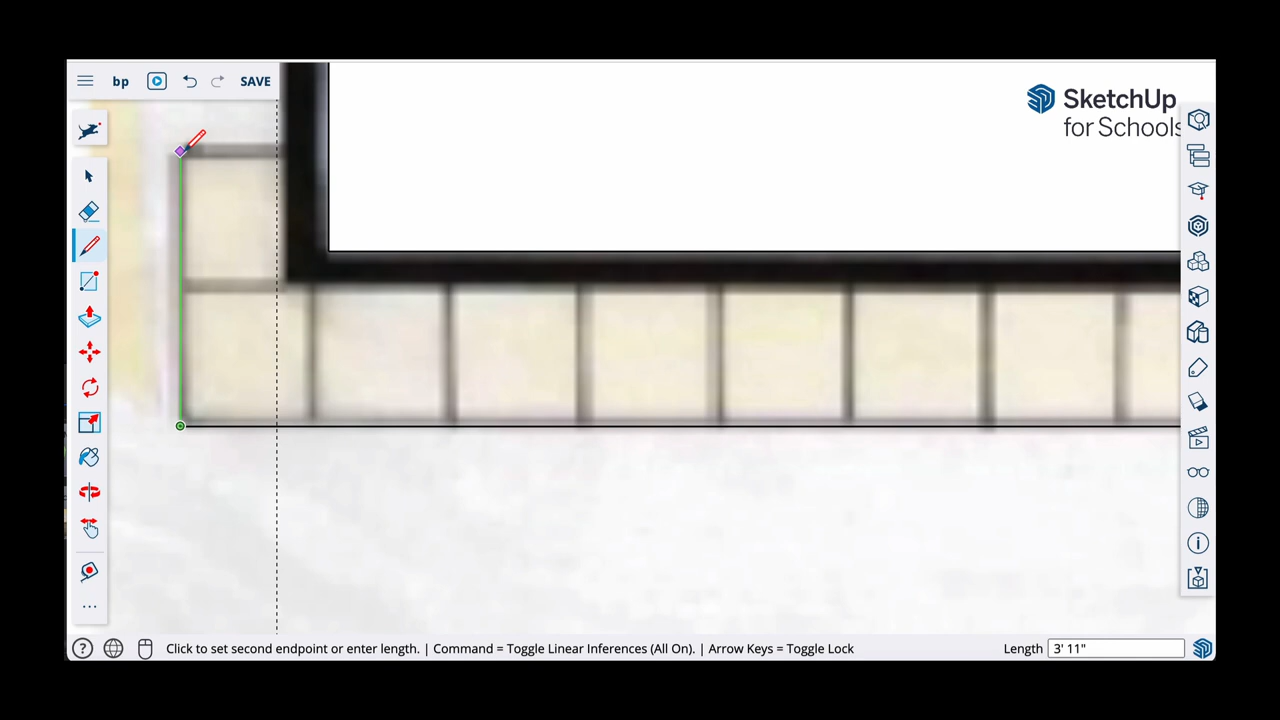 bp
SAVE
SketchUp
for Schools
?
Click to set second endpoint or enter length. | Command = Toggle Linear Inferences (All On). | Arrow Keys = Toggle Lock
Length 3' 11"